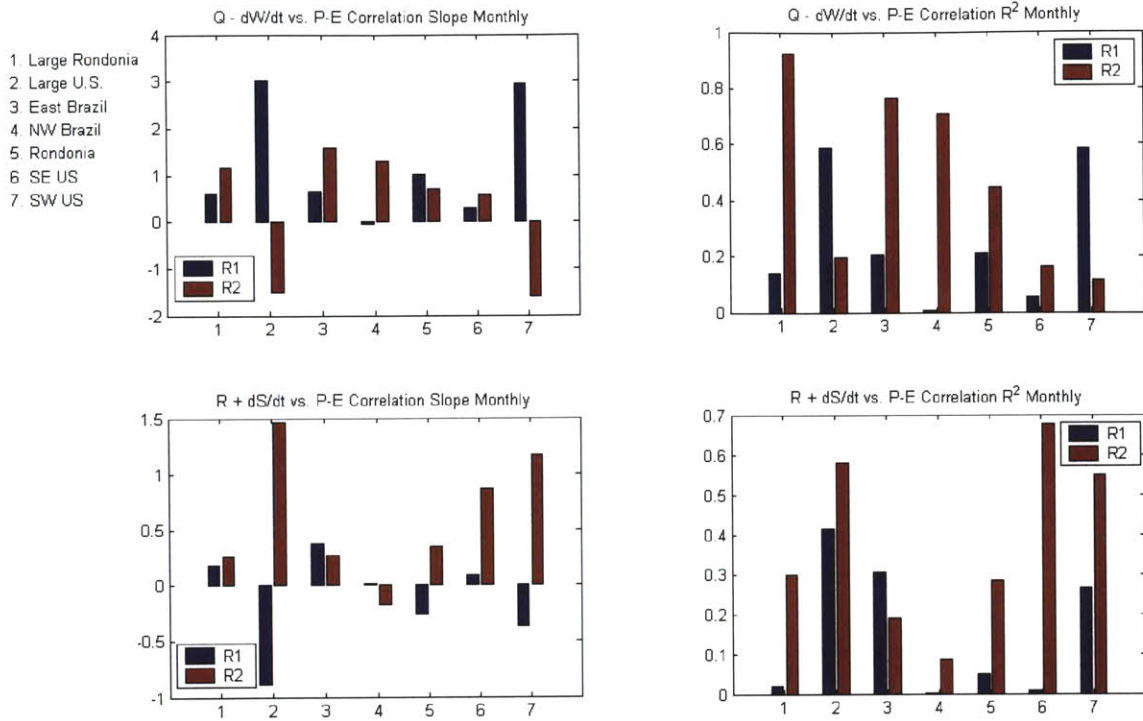 1. Large Rondonia
2. Large U.S.
3. East Brazil
4. NW Brazil
5. Rondonia
6 SE US
7. SW US
Q - dW/dt vs. P-E Correlation Slope Monthly
4
3
2
1
0
-1
-2
R1
R2
1 2 3 4 5 6 7
Q - dW/dt vs. P-E Correlation R² Monthly
1
0.8
0.6
0.4
0.2
0
R1
R2
1 2 3 4 5 6 7
R + dS/dt vs. P-E Correlation Slope Monthly
1.5
1
0.5
0
-0.5
-1
R1
R2
1 2 3 4 5 6 7
R + dS/dt vs. P-E Correlation R² Monthly
0.7
0.6
0.5
0.4
0.3
0.2
0.1
0
R1
R2
1 2 3 4 5 6 7